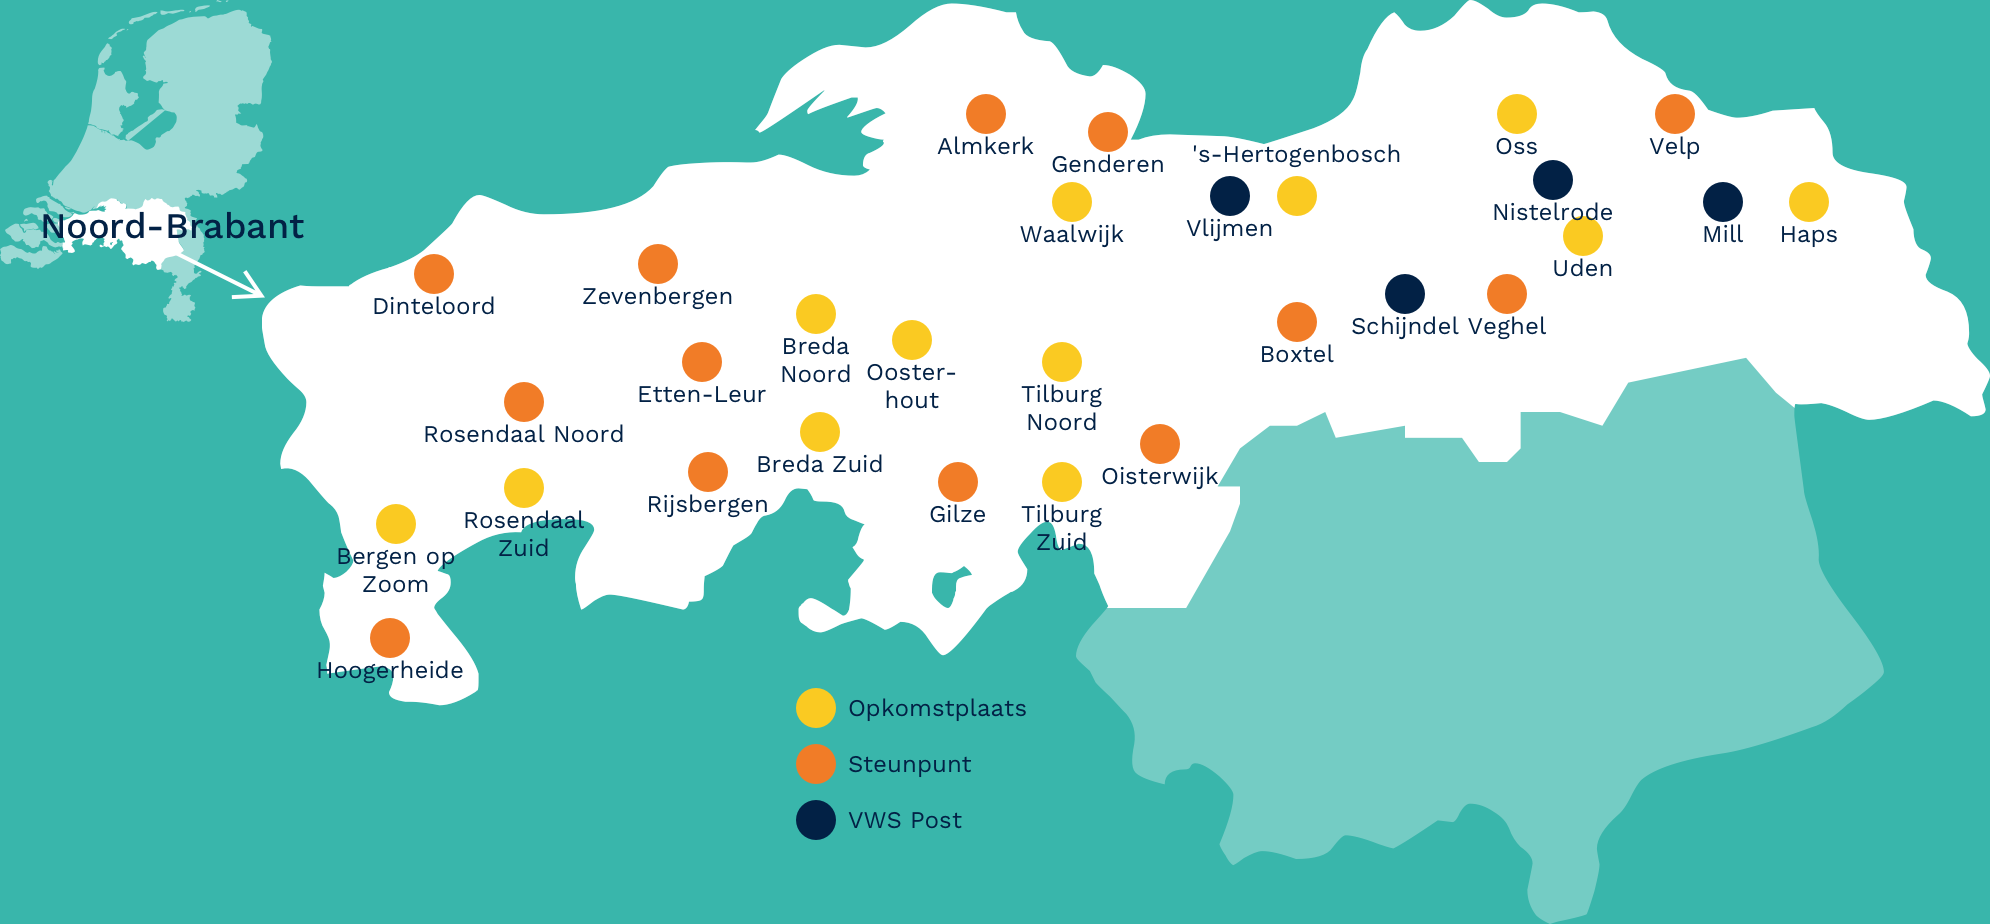 Noord-Brabant
Almkerk
Genderen
's-Hertogenbosch
Oss
Velp
Waalwijk
Vlijmen
Nistelrode
Mill
Haps
Uden
Dinteloord
Zevenbergen
Breda
Noord
Ooster-
hout
Etten-Leur
Tilburg
Noord
Boxtel
Schijndel
Veghel
Rosendaal Noord
Breda Zuid
Oisterwijk
Rijsbergen
Gilze
Tilburg
Zuid
Rosendaal
Zuid
Bergen op
Zoom
Hoogerheide
Opkomstplaats
Steunpunt
VWS Post